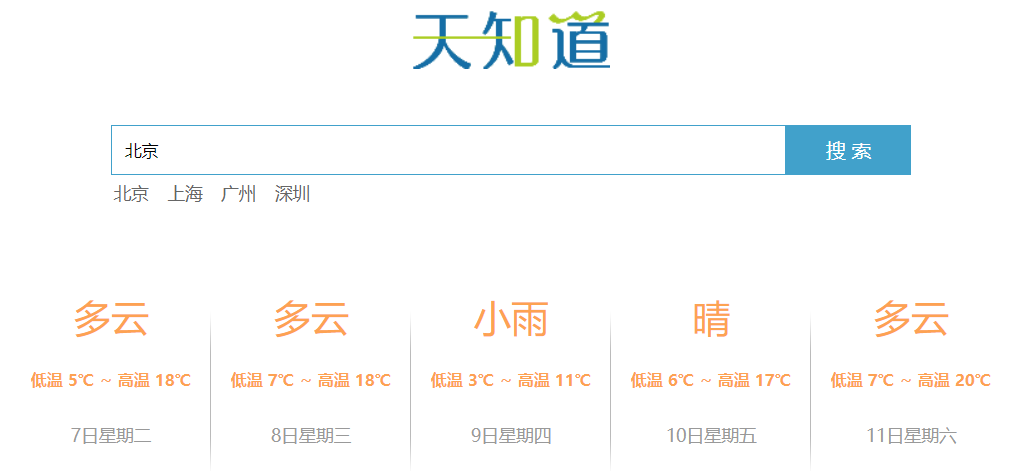 天知道
北京 搜索
北京 上海 广州 深圳
多云 多云 小雨 晴 多云
低温 5℃ ~ 高温 18℃ 低温 7℃ ~ 高温 18℃ 低温 3℃ ~ 高温 11℃ 低温 6℃ ~ 高温 17℃ 低温 7℃ ~ 高温 20℃
7日星期二 8日星期三 9日星期四 10日星期五 11日星期六